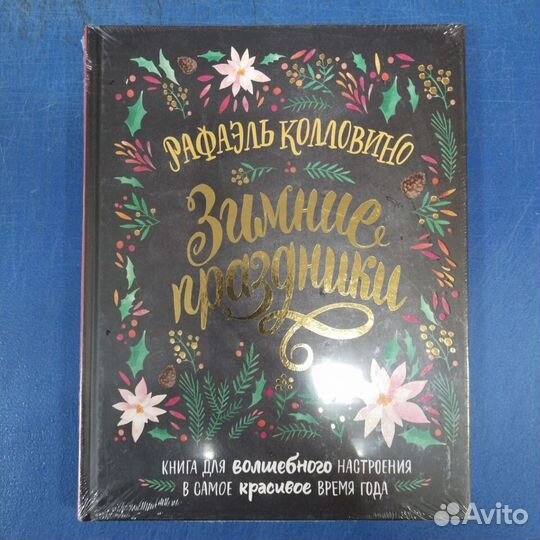 РАФАЭЛЬ КОЛЛОВИНО
Зимние
праздники
КНИГА ДЛЯ волшебного НАСТРОЕНИЯ
В САМОЕ красивое ВРЕМЯ ГОДА
Avito